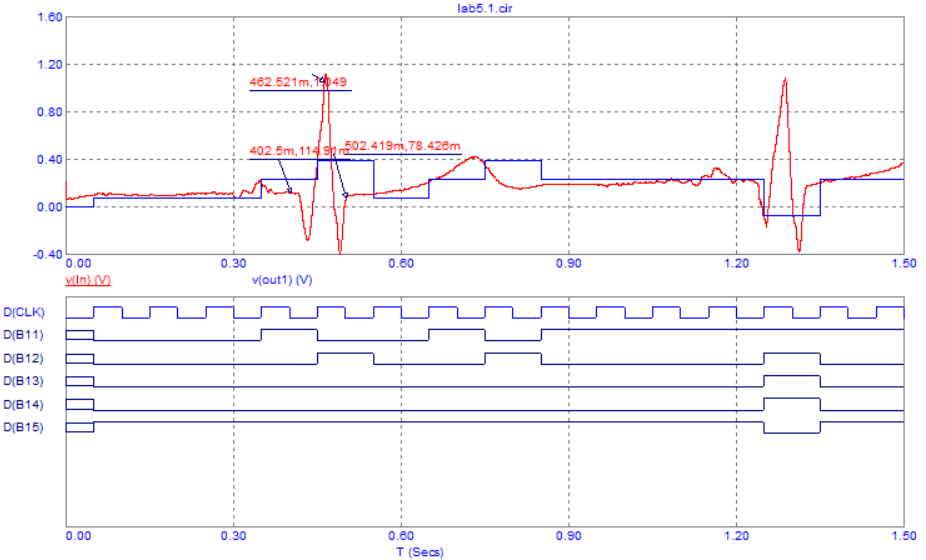 lab5.1.cir
1.60
1.20
0.80
0.40
0.00
-0.40
462.521m,1.049
402.5m,114.91m
502.419m,78.426m
0.00 0.30 0.60 0.90 1.20 1.50
v(In) (V) v(out1) (V)
D(CLK)
D(B11)
D(B12)
D(B13)
D(B14)
D(B15)
0.00 0.30 0.60 0.90 1.20 1.50
T (Secs)